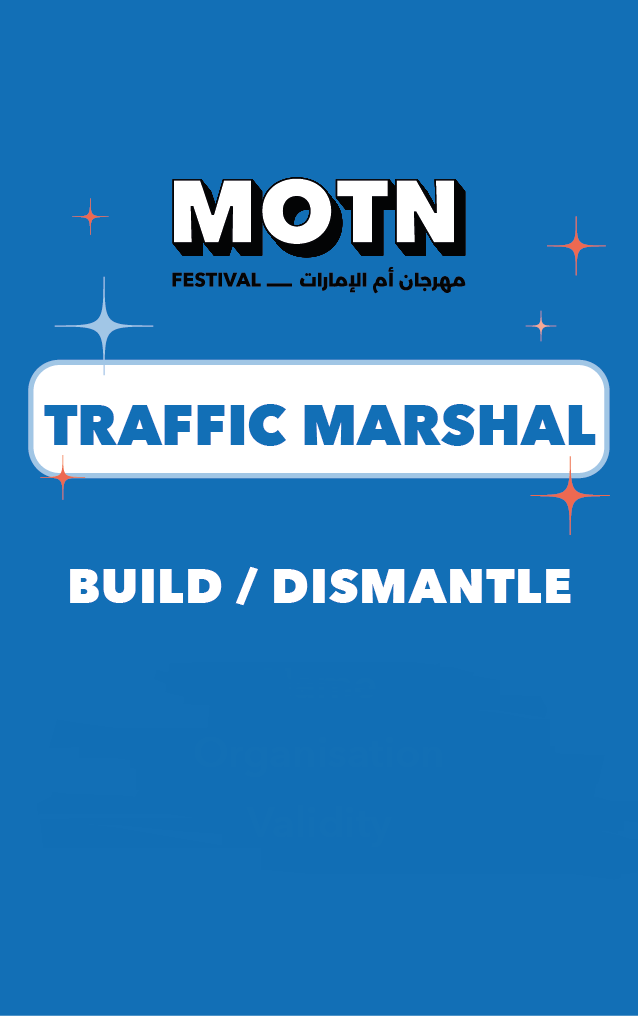 MOTN
FESTIVAL — مهرجان أم الإمارات
TRAFFIC MARSHAL
BUILD / DISMANTLE